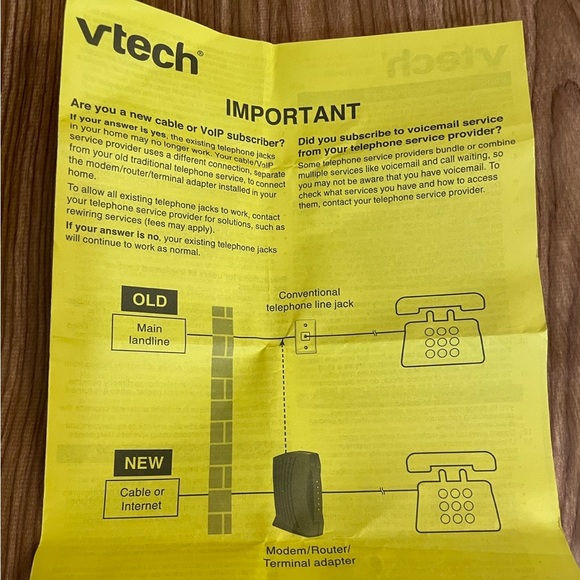 vtech®
IMPORTANT
Are you a new cable or VoIP subscriber?
If your answer is yes, the existing telephone jacks
in your home may no longer work. Your cable/VoIP
service provider uses a different connection, separate
from your old traditional telephone service, to connect
the modem/router/terminal adapter installed in your
home.
To allow all existing telephone jacks to work, contact
your telephone service provider for solutions, such as
rewiring services (fees may apply).
If your answer is no, your existing telephone jacks
will continue to work as normal.
Did you subscribe to voicemail service
from your telephone service provider?
Some telephone service providers bundle or combine
multiple services like voicemail and call waiting, so
you may not be aware that you have voicemail. To
check what services you have and how to access
them, contact your telephone service provider.
OLD
Main
landline
Conventional
telephone line jack
NEW
Cable or
Internet
Modem/Router/
Terminal adapter